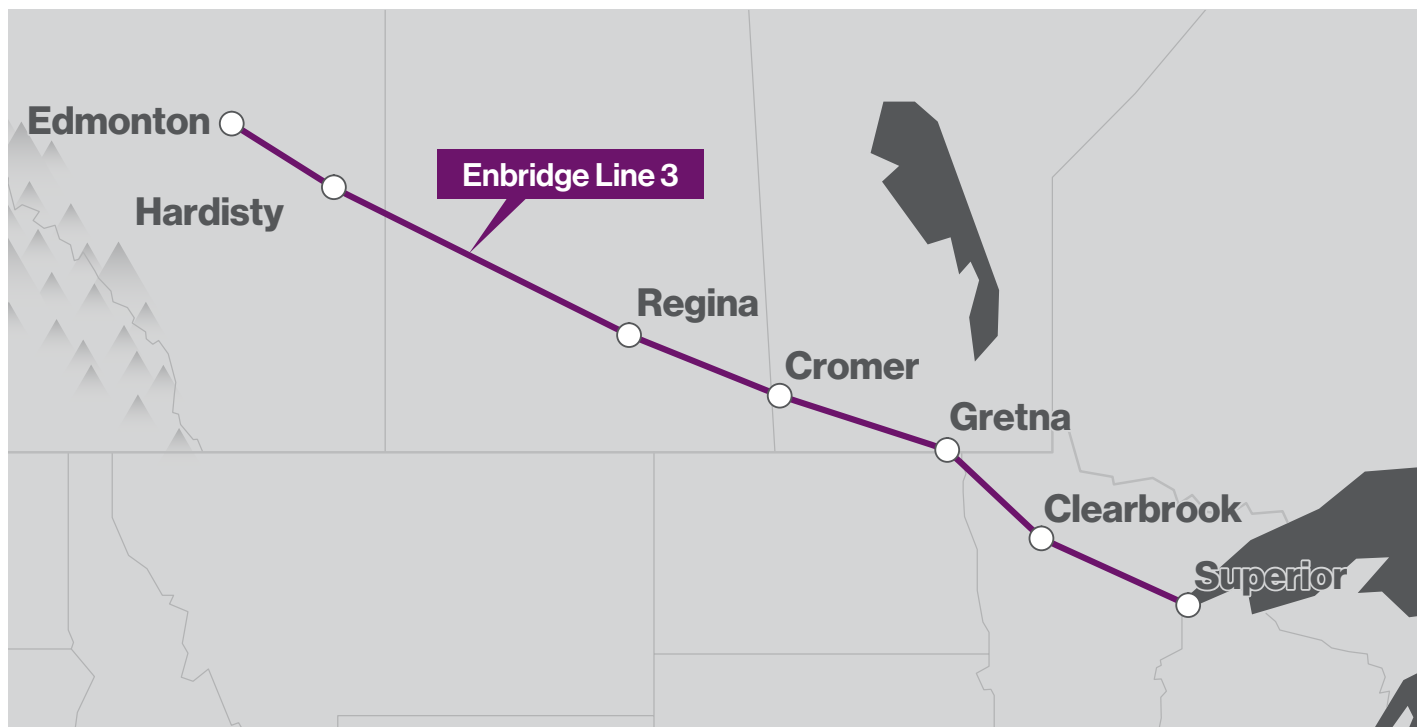 Edmonton
Enbridge Line 3
Hardisty
Regina
Cromer
Gretna
Clearbrook
Superior